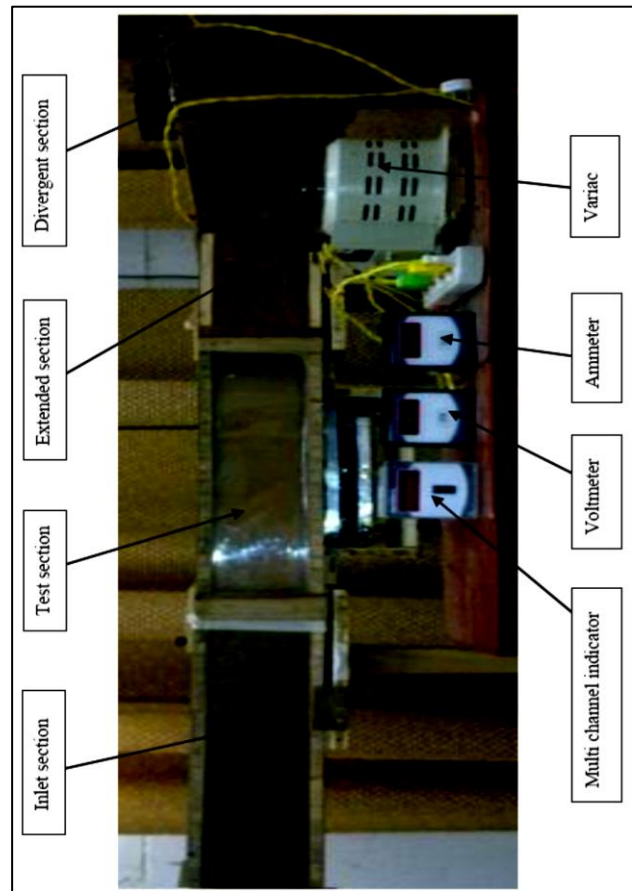 Inlet section
Test section
Extended section
Divergent section
Multi channel indicator
Voltmeter
Ammeter
Variac